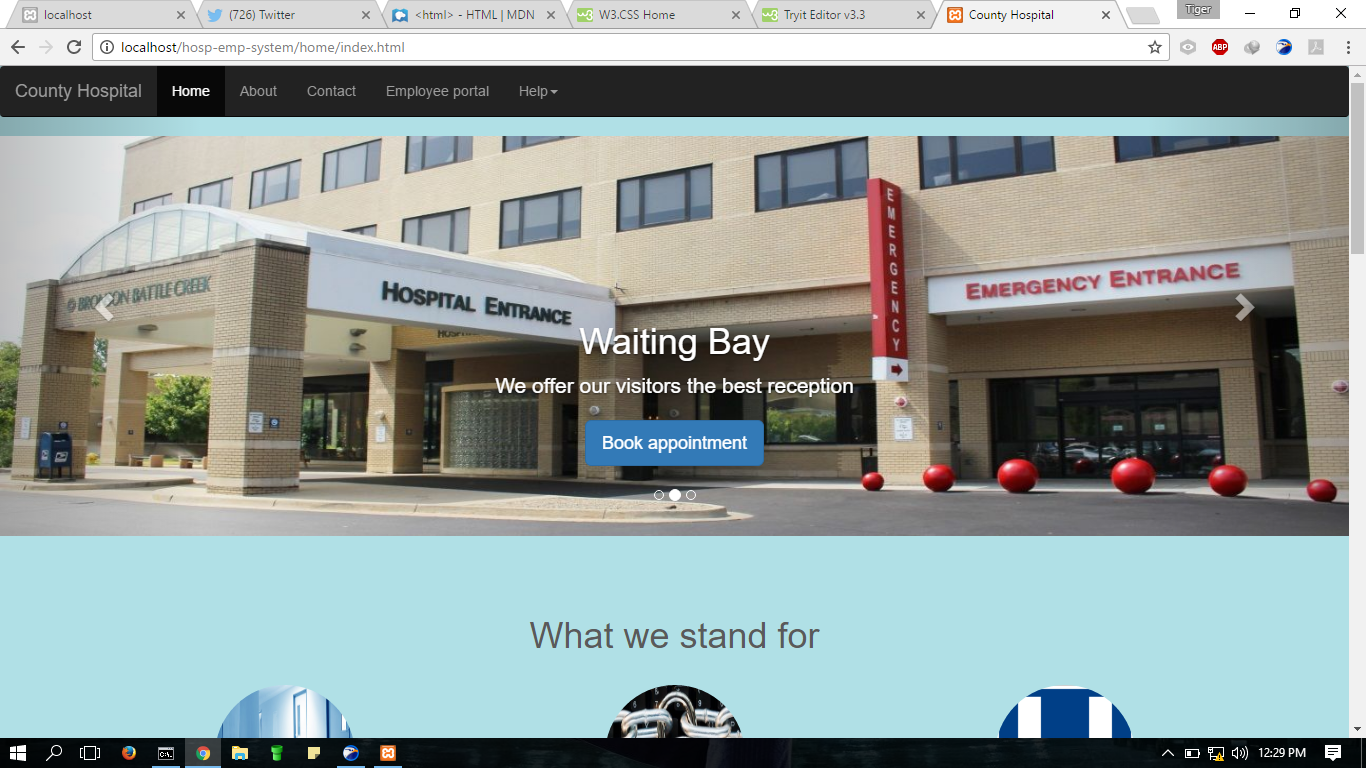 localhost
(726) Twitter
<html> - HTML | MDN
W3.CSS Home
Tryit Editor v3.3
County Hospital
Tiger
localhost/hosp-emp-system/home/index.html
ABP
County Hospital
Home
About
Contact
Employee portal
Help
EMERGENCY
BRONSON BATTLE CREEK
HOSPITAL ENTRANCE
EMERGENCY ENTRANCE
Waiting Bay
We offer our visitors the best reception
Book appointment
What we stand for
12:29 PM